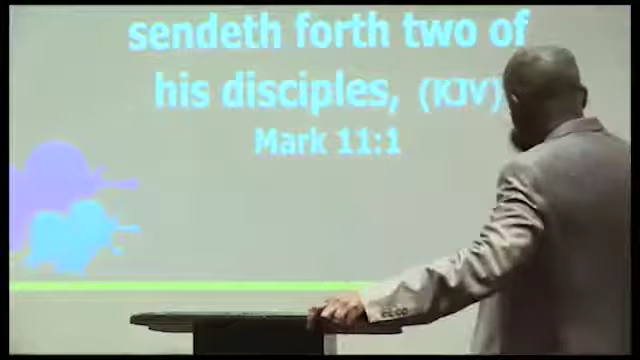 sendeth forth two of
his disciples, (KJV)
Mark 11:1